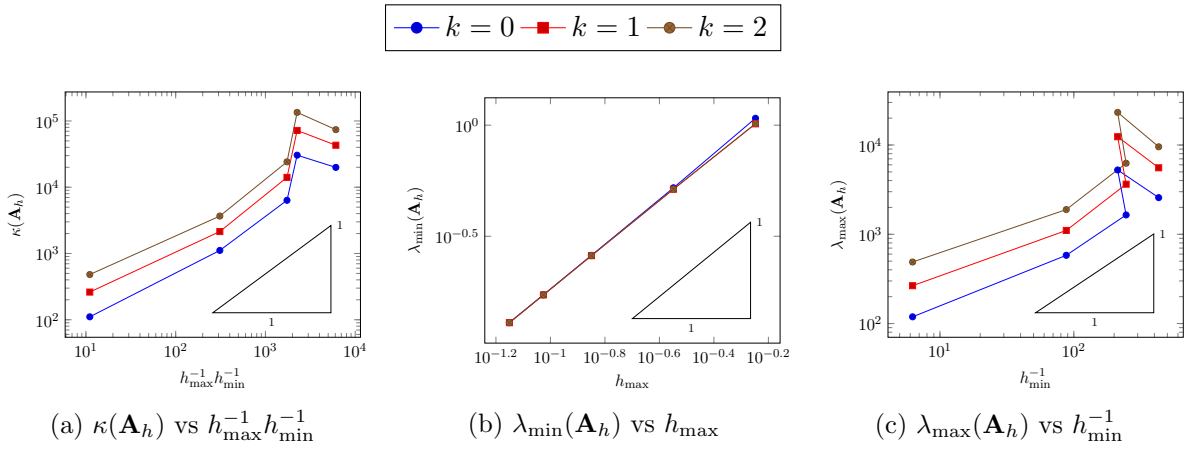 k = 0 k = 1 k = 2
10^5
10^4
10^3
10^2
κ(A_h)
1
1
10^1 10^2 10^3 10^4
h_max^{-1} h_min^{-1}
(a) κ(A_h) vs h_max^{-1} h_min^{-1}
10^0
10^{-0.5}
λ_min(A_h)
1
1
10^{-1.2} 10^{-1} 10^{-0.8} 10^{-0.6} 10^{-0.4} 10^{-0.2}
h_max
(b) λ_min(A_h) vs h_max
10^4
10^3
10^2
λ_max(A_h)
1
1
10^1 10^2
h_min^{-1}
(c) λ_max(A_h) vs h_min^{-1}